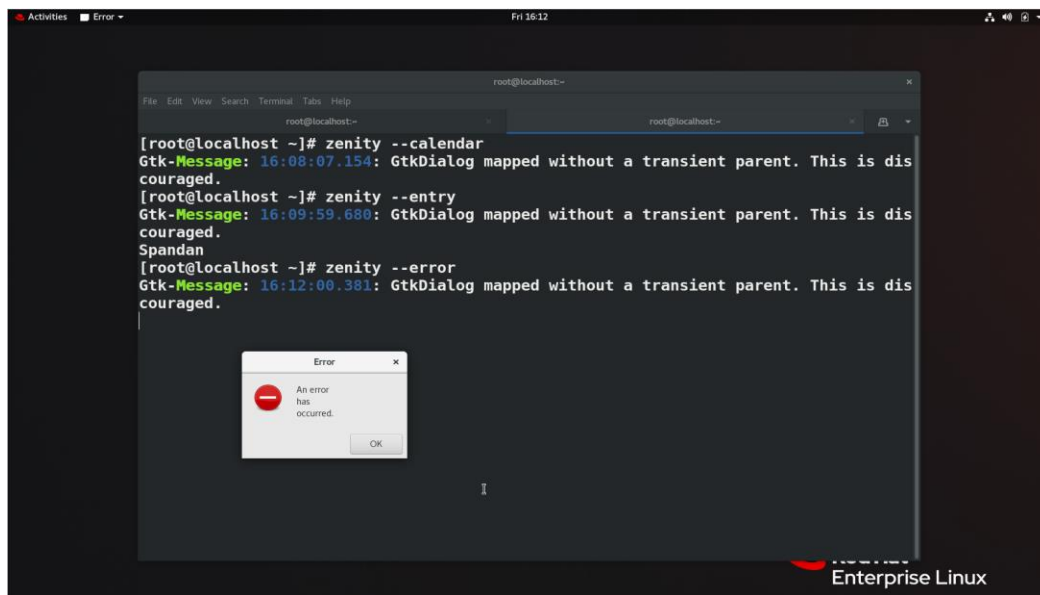 Activities Error Fri 16:12
root@localhost:~
File Edit View Search Terminal Tabs Help
root@localhost:~ root@localhost:~
[root@localhost ~]# zenity --calendar
Gtk-Message: 16:08:07.154: GtkDialog mapped without a transient parent. This is dis
couraged.
[root@localhost ~]# zenity --entry
Gtk-Message: 16:09:59.680: GtkDialog mapped without a transient parent. This is dis
couraged.
Spandan
[root@localhost ~]# zenity --error
Gtk-Message: 16:12:00.381: GtkDialog mapped without a transient parent. This is dis
couraged.
Error
An error
has
occurred.
OK
Enterprise Linux